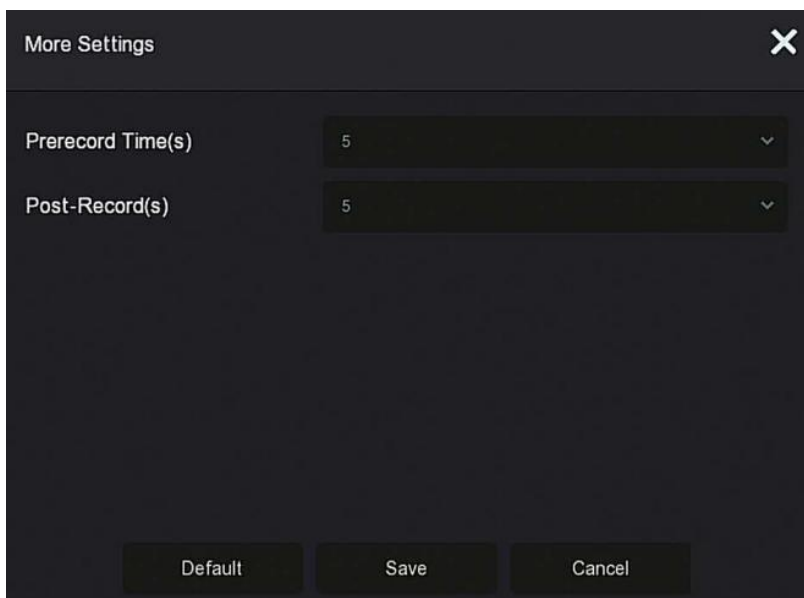 More Settings
Prerecord Time(s) 5
Post-Record(s) 5
Default Save Cancel